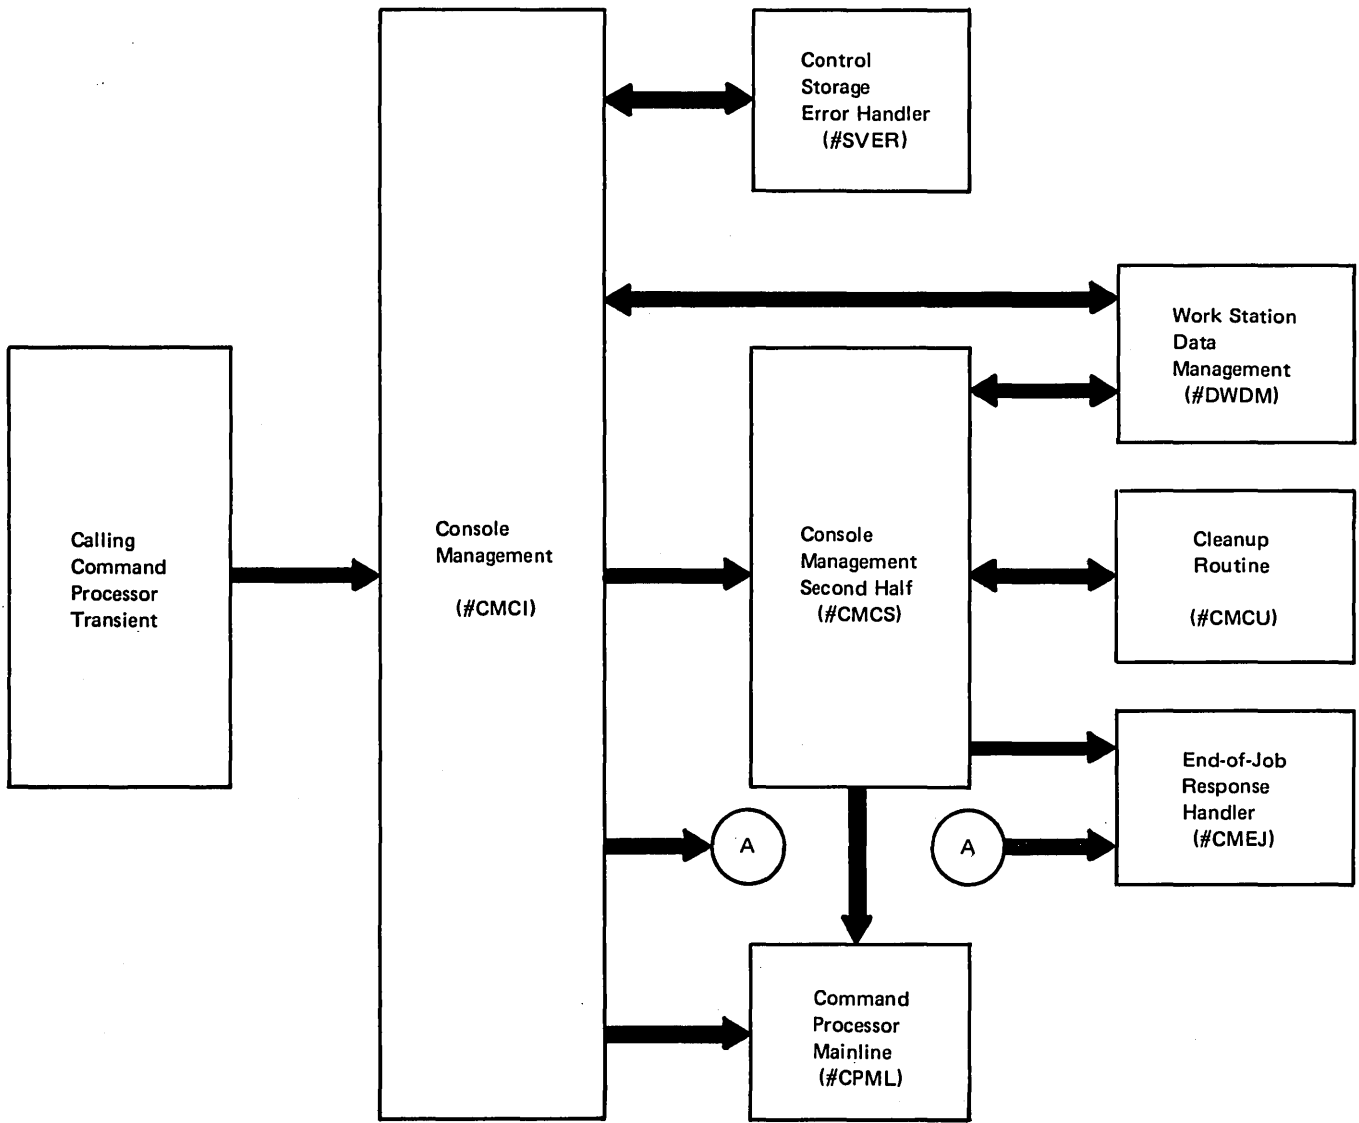 Control
Storage
Error Handler
(#SVER)
Work Station
Data
Management
(#DWDM)
Calling
Command
Processor
Transient
Console
Management
(#CMCI)
Console
Management
Second Half
(#CMCS)
Cleanup
Routine
(#CMCU)
End-of-Job
Response
Handler
(#CMEJ)
A
A
Command
Processor
Mainline
(#CPML)